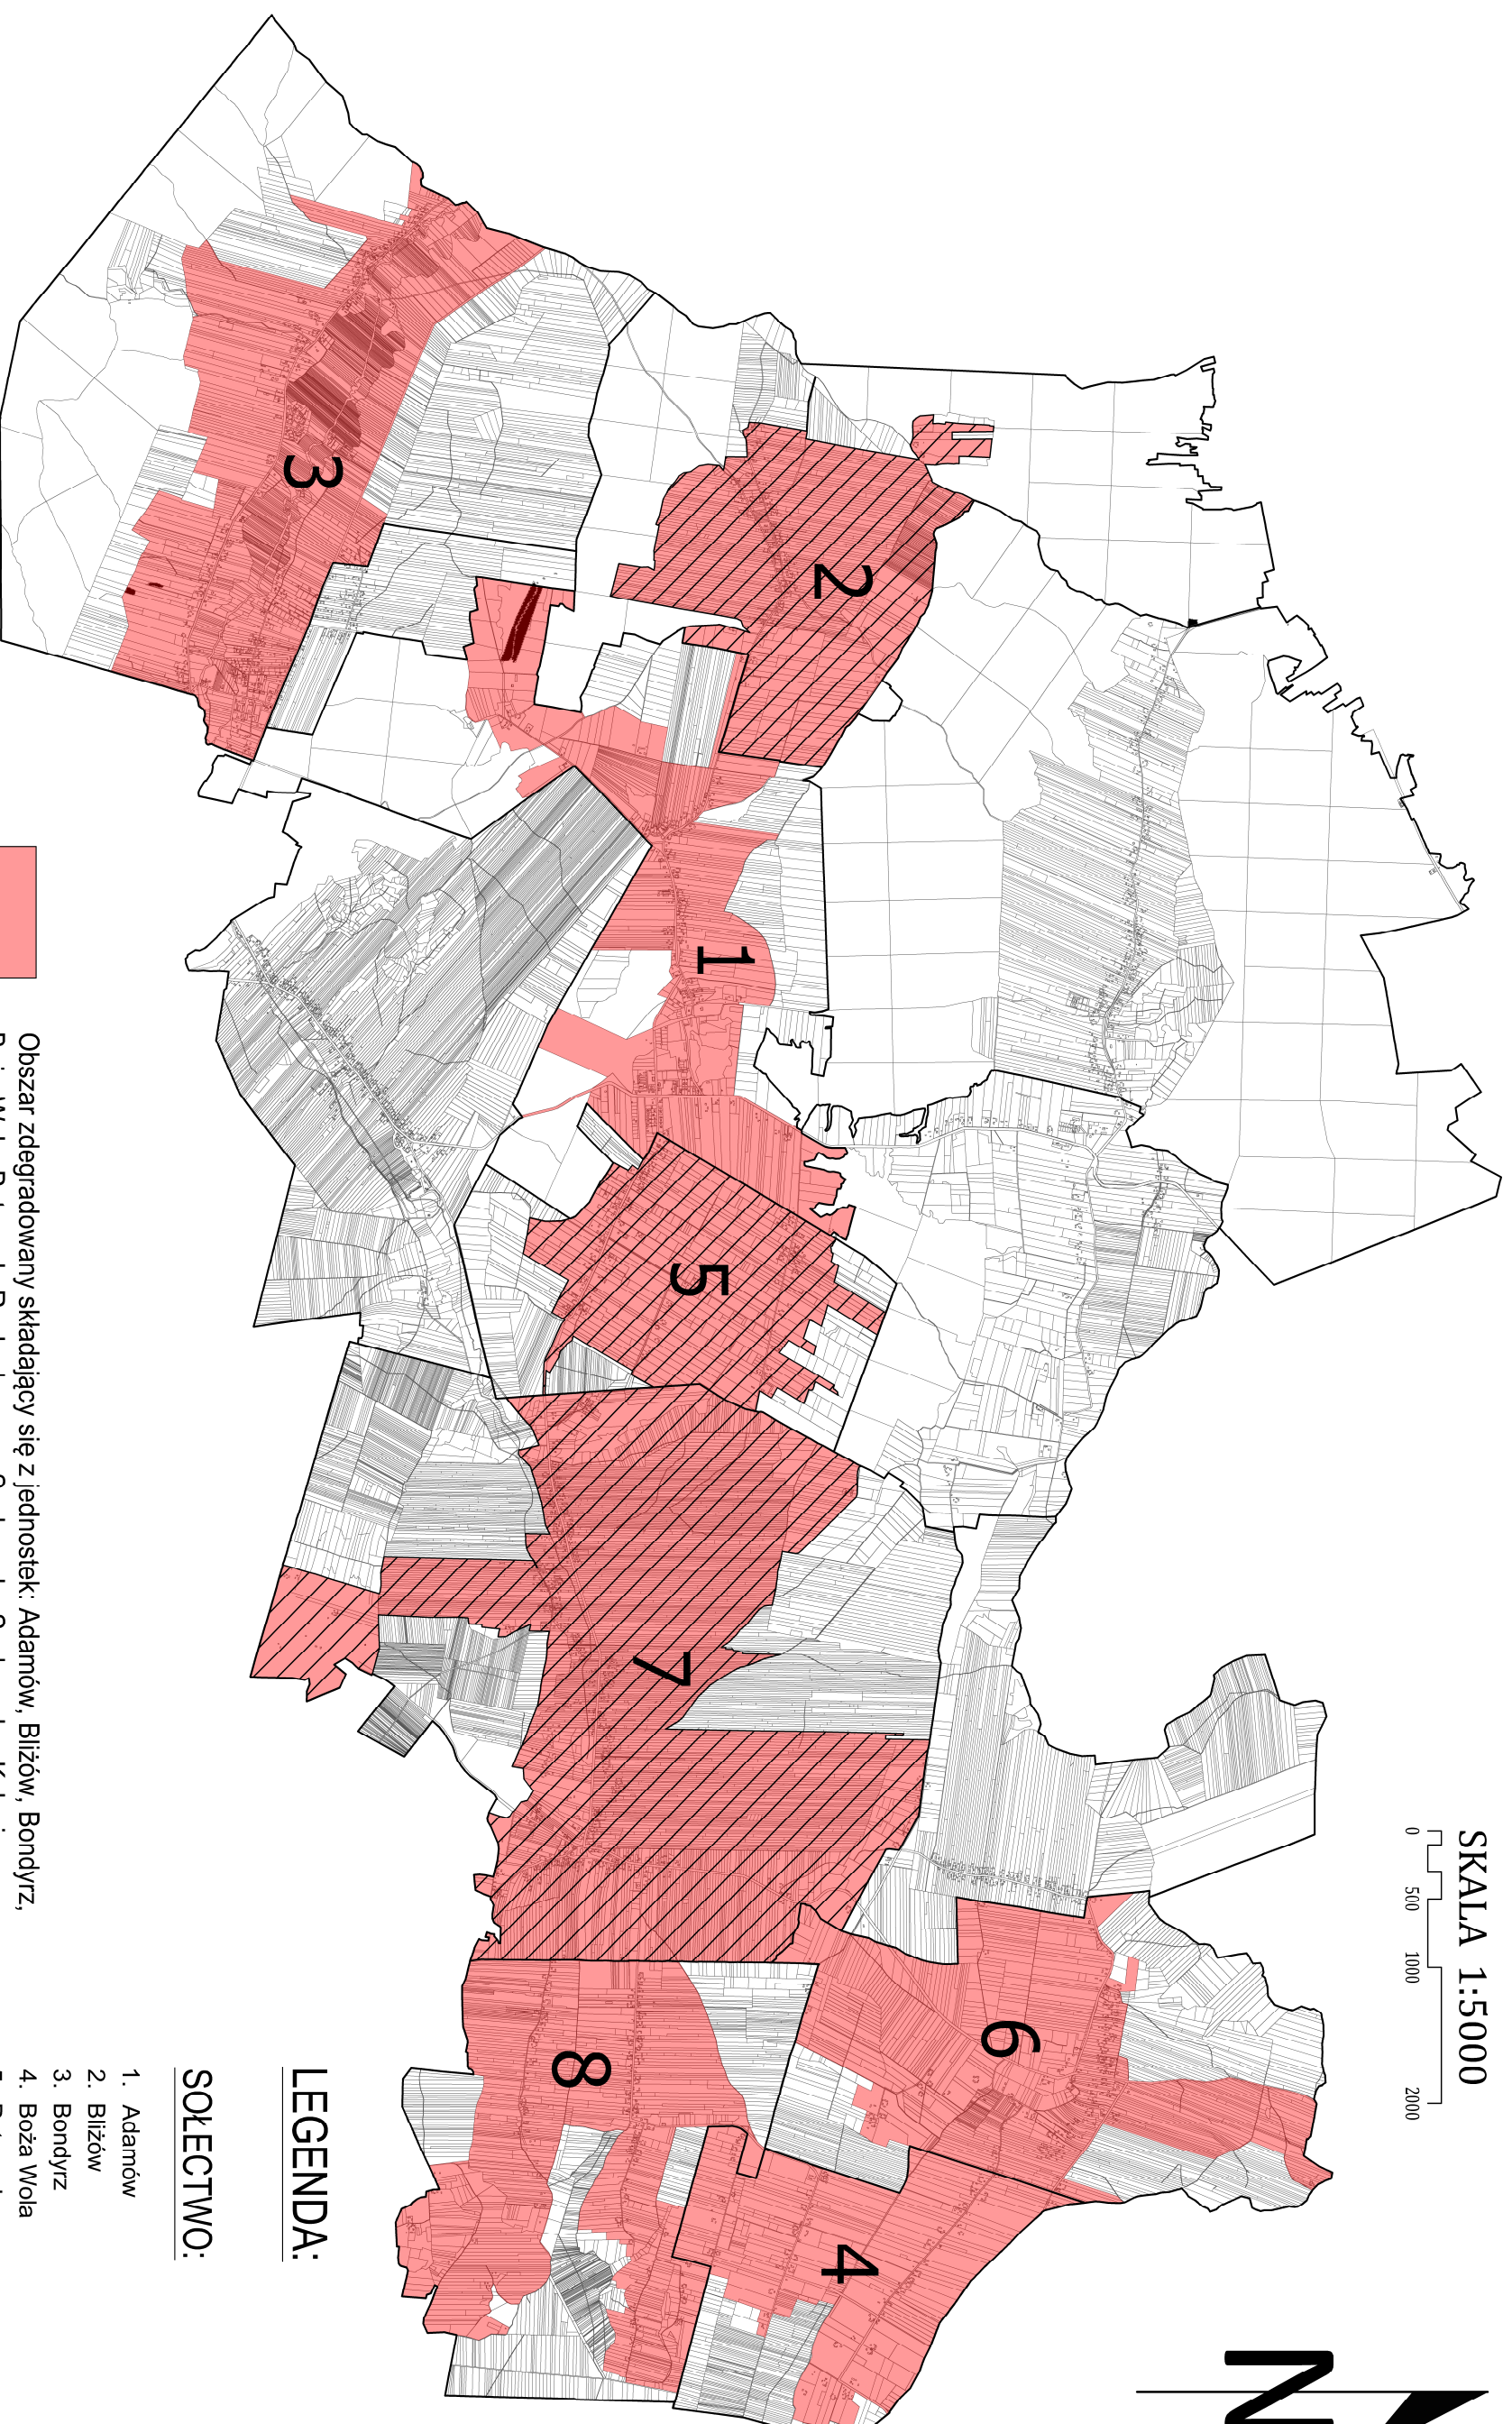 SKALA 1:5000
0 500 1000 2000
N
1
2
3
4
5
6
7
8
LEGENDA:
SOŁECTWO:
1. Adamów
2. Bliżów
3. Bondyrz
4. Boża Wola
Obszar zdegradowany składający się z jednostek: Adamów, Bliżów, Bondyrz,